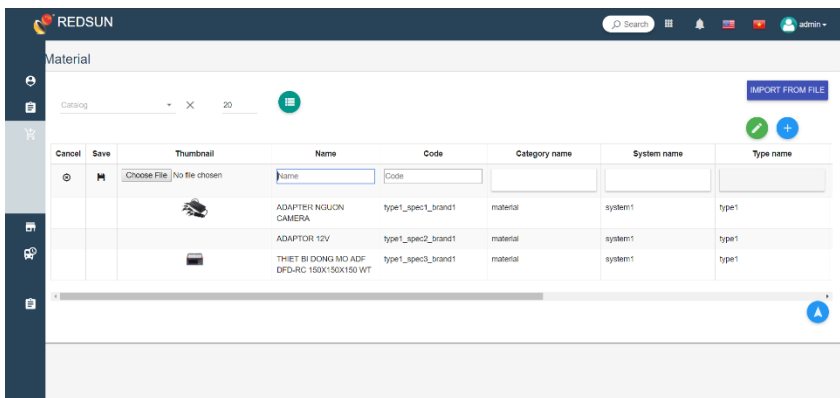 REDSUN
Search
admin
Material
IMPORT FROM FILE
Catalog 20
Cancel Save Thumbnail Name Code Category name System name Type name
Choose File No file chosen Name Code
ADAPTER NGUON CAMERA type1_spec1_brand1 material system1 type1
ADAPTOR 12V type1_spec2_brand1 material system1 type1
THIET BI DONG MO ADF DFD-RC 150X150X150 WT type1_spec3_brand1 material system1 type1